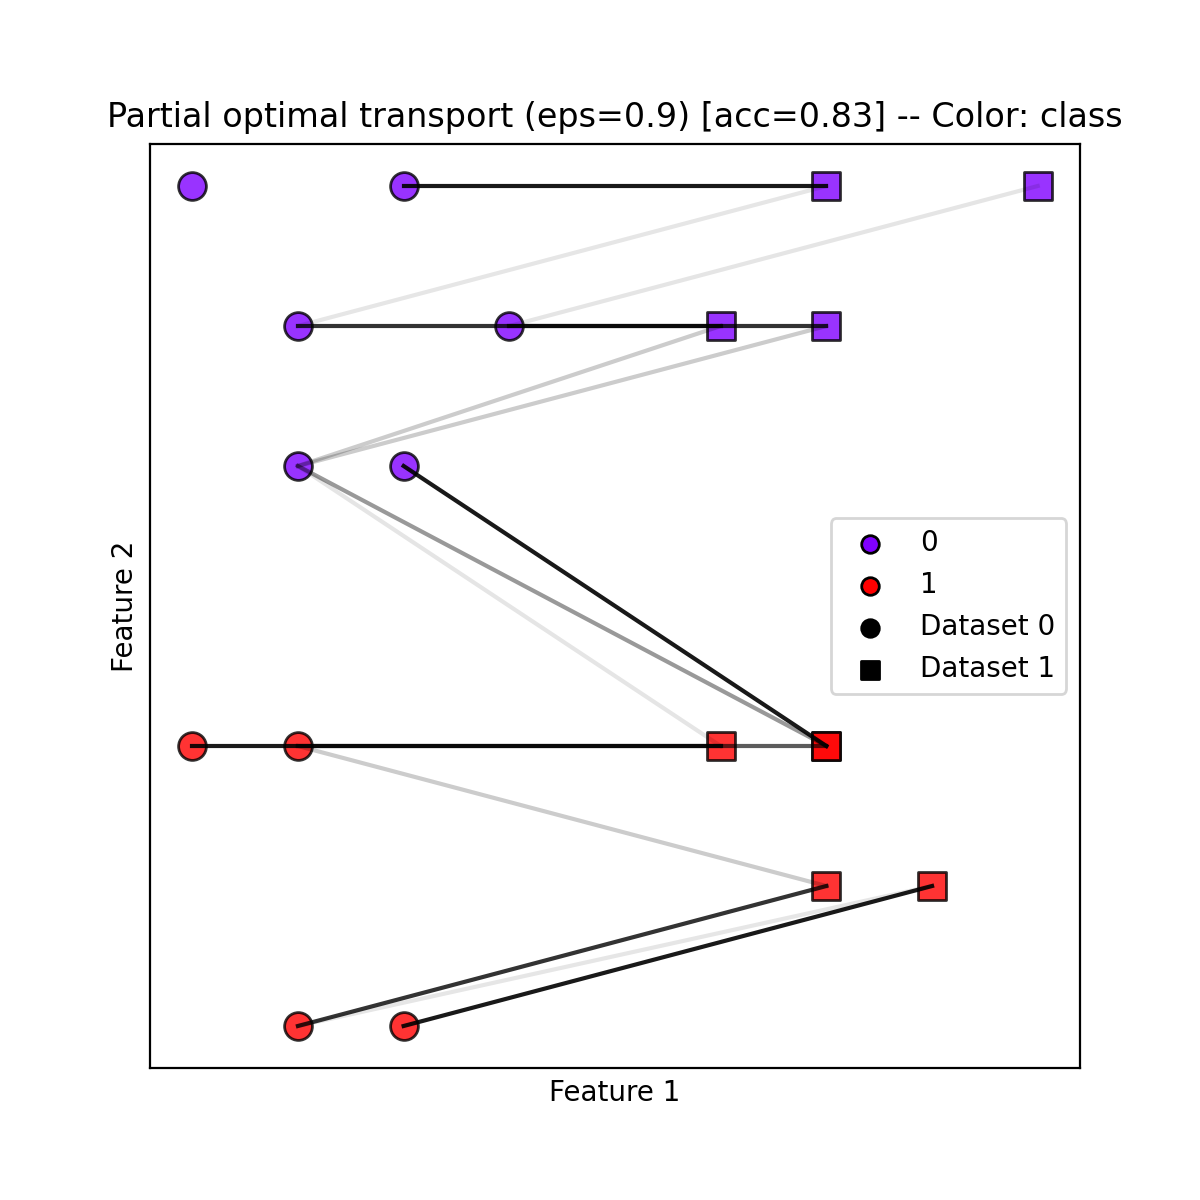 Partial optimal transport (eps=0.9) [acc=0.83] -- Color: class
Feature 2
0
1
Dataset 0
Dataset 1
Feature 1